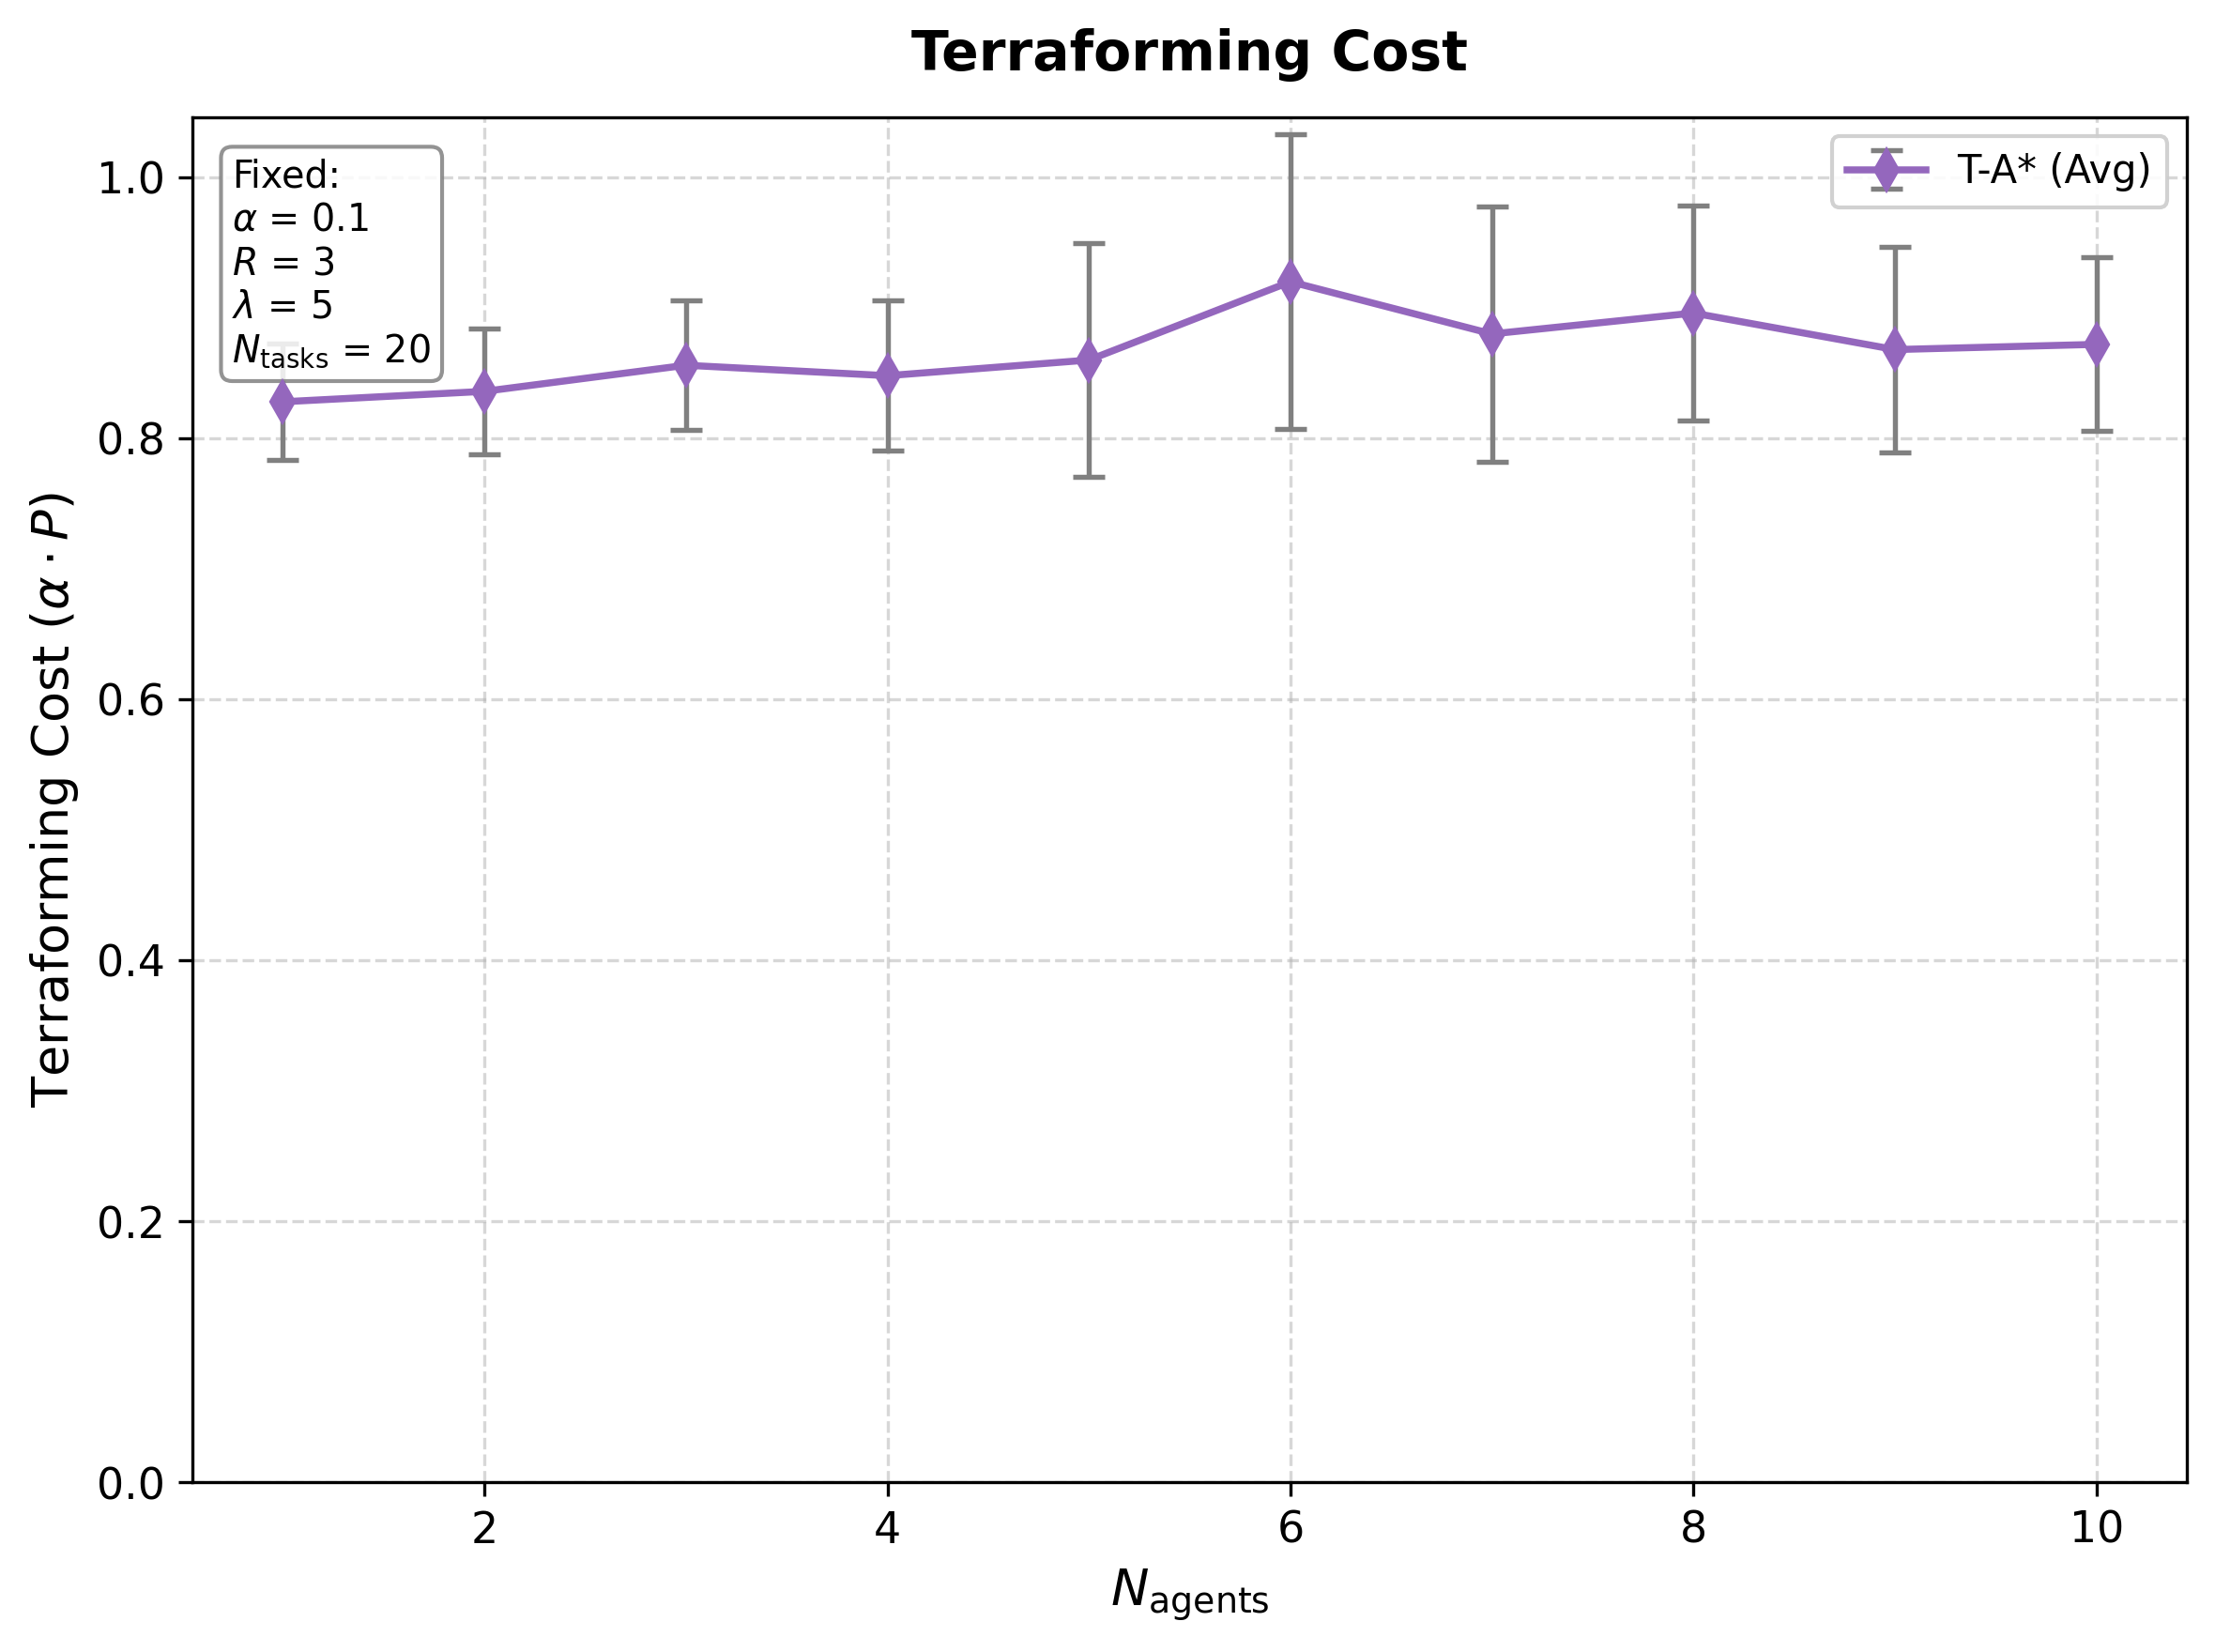 Terraforming Cost
Fixed:
α = 0.1
R = 3
λ = 5
N_tasks = 20
T-A* (Avg)
Terraforming Cost (α · P)
1.0
0.8
0.6
0.4
0.2
0.0
2 4 6 8 10
N_agents